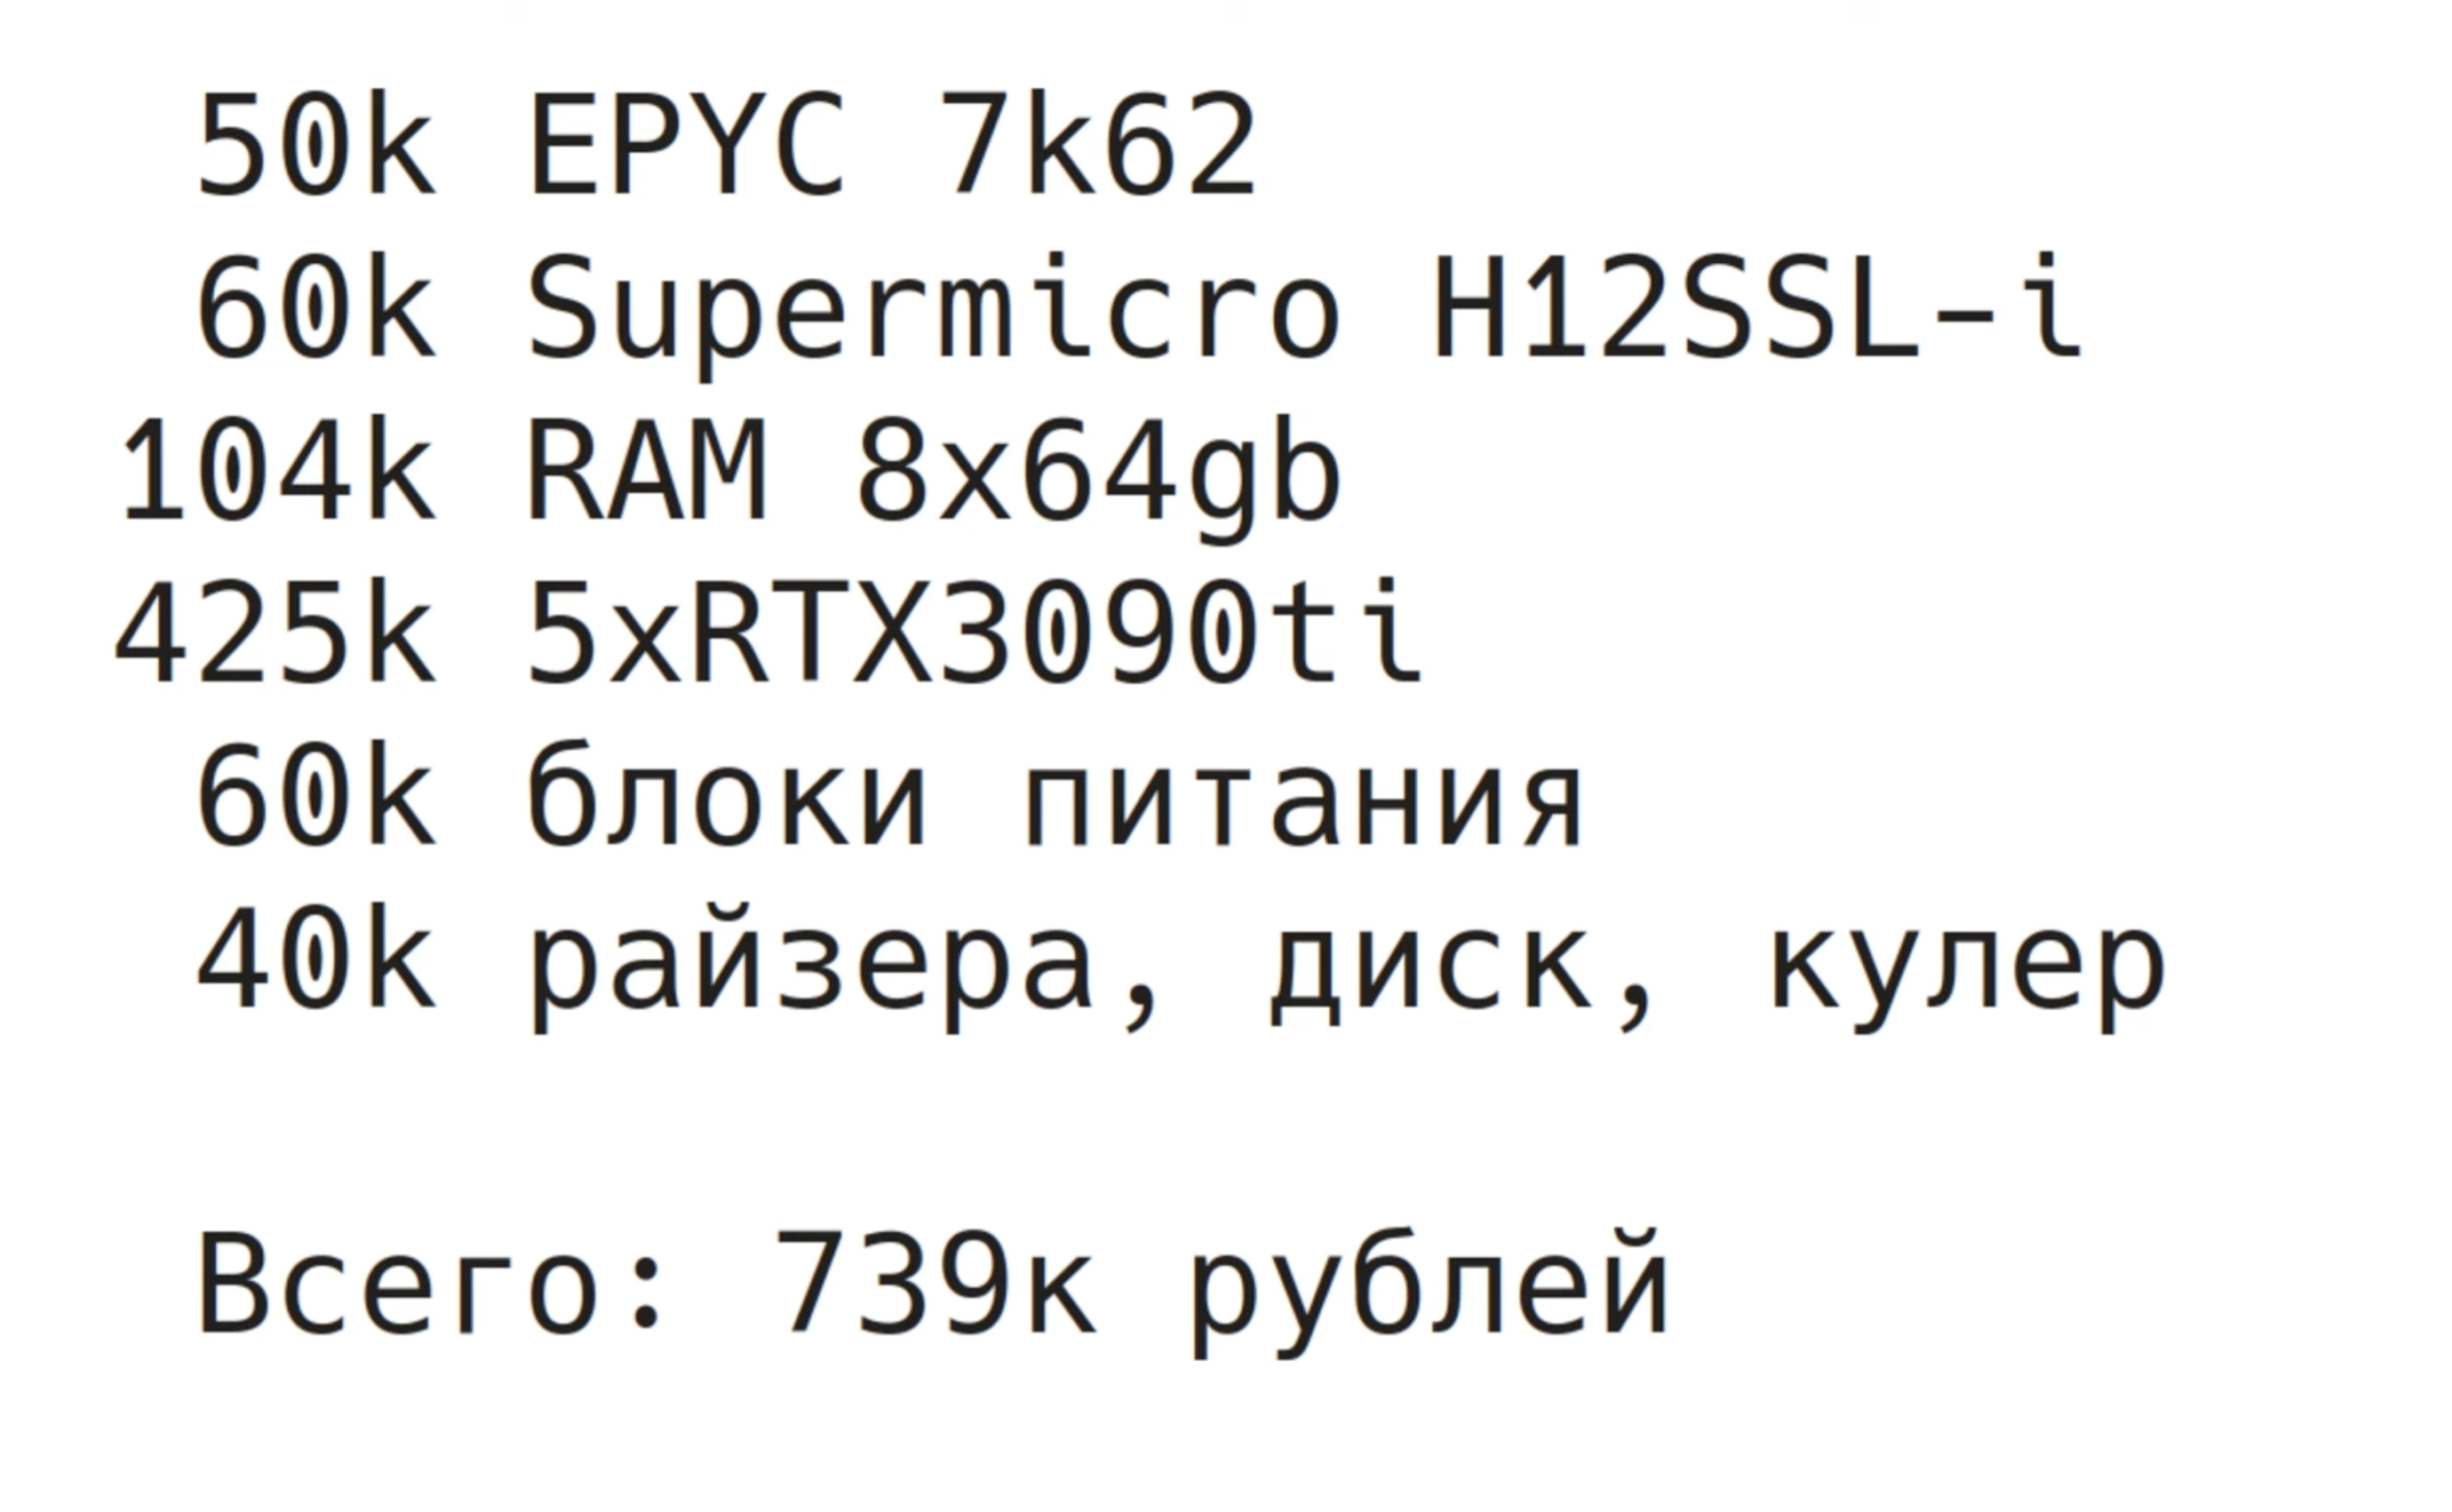 50k EPYC 7k62
60k Supermicro H12SSL-i
104k RAM 8x64gb
425k 5xRTX3090ti
60k блоки питания
40k райзера, диск, кулер
Всего: 739к рублей